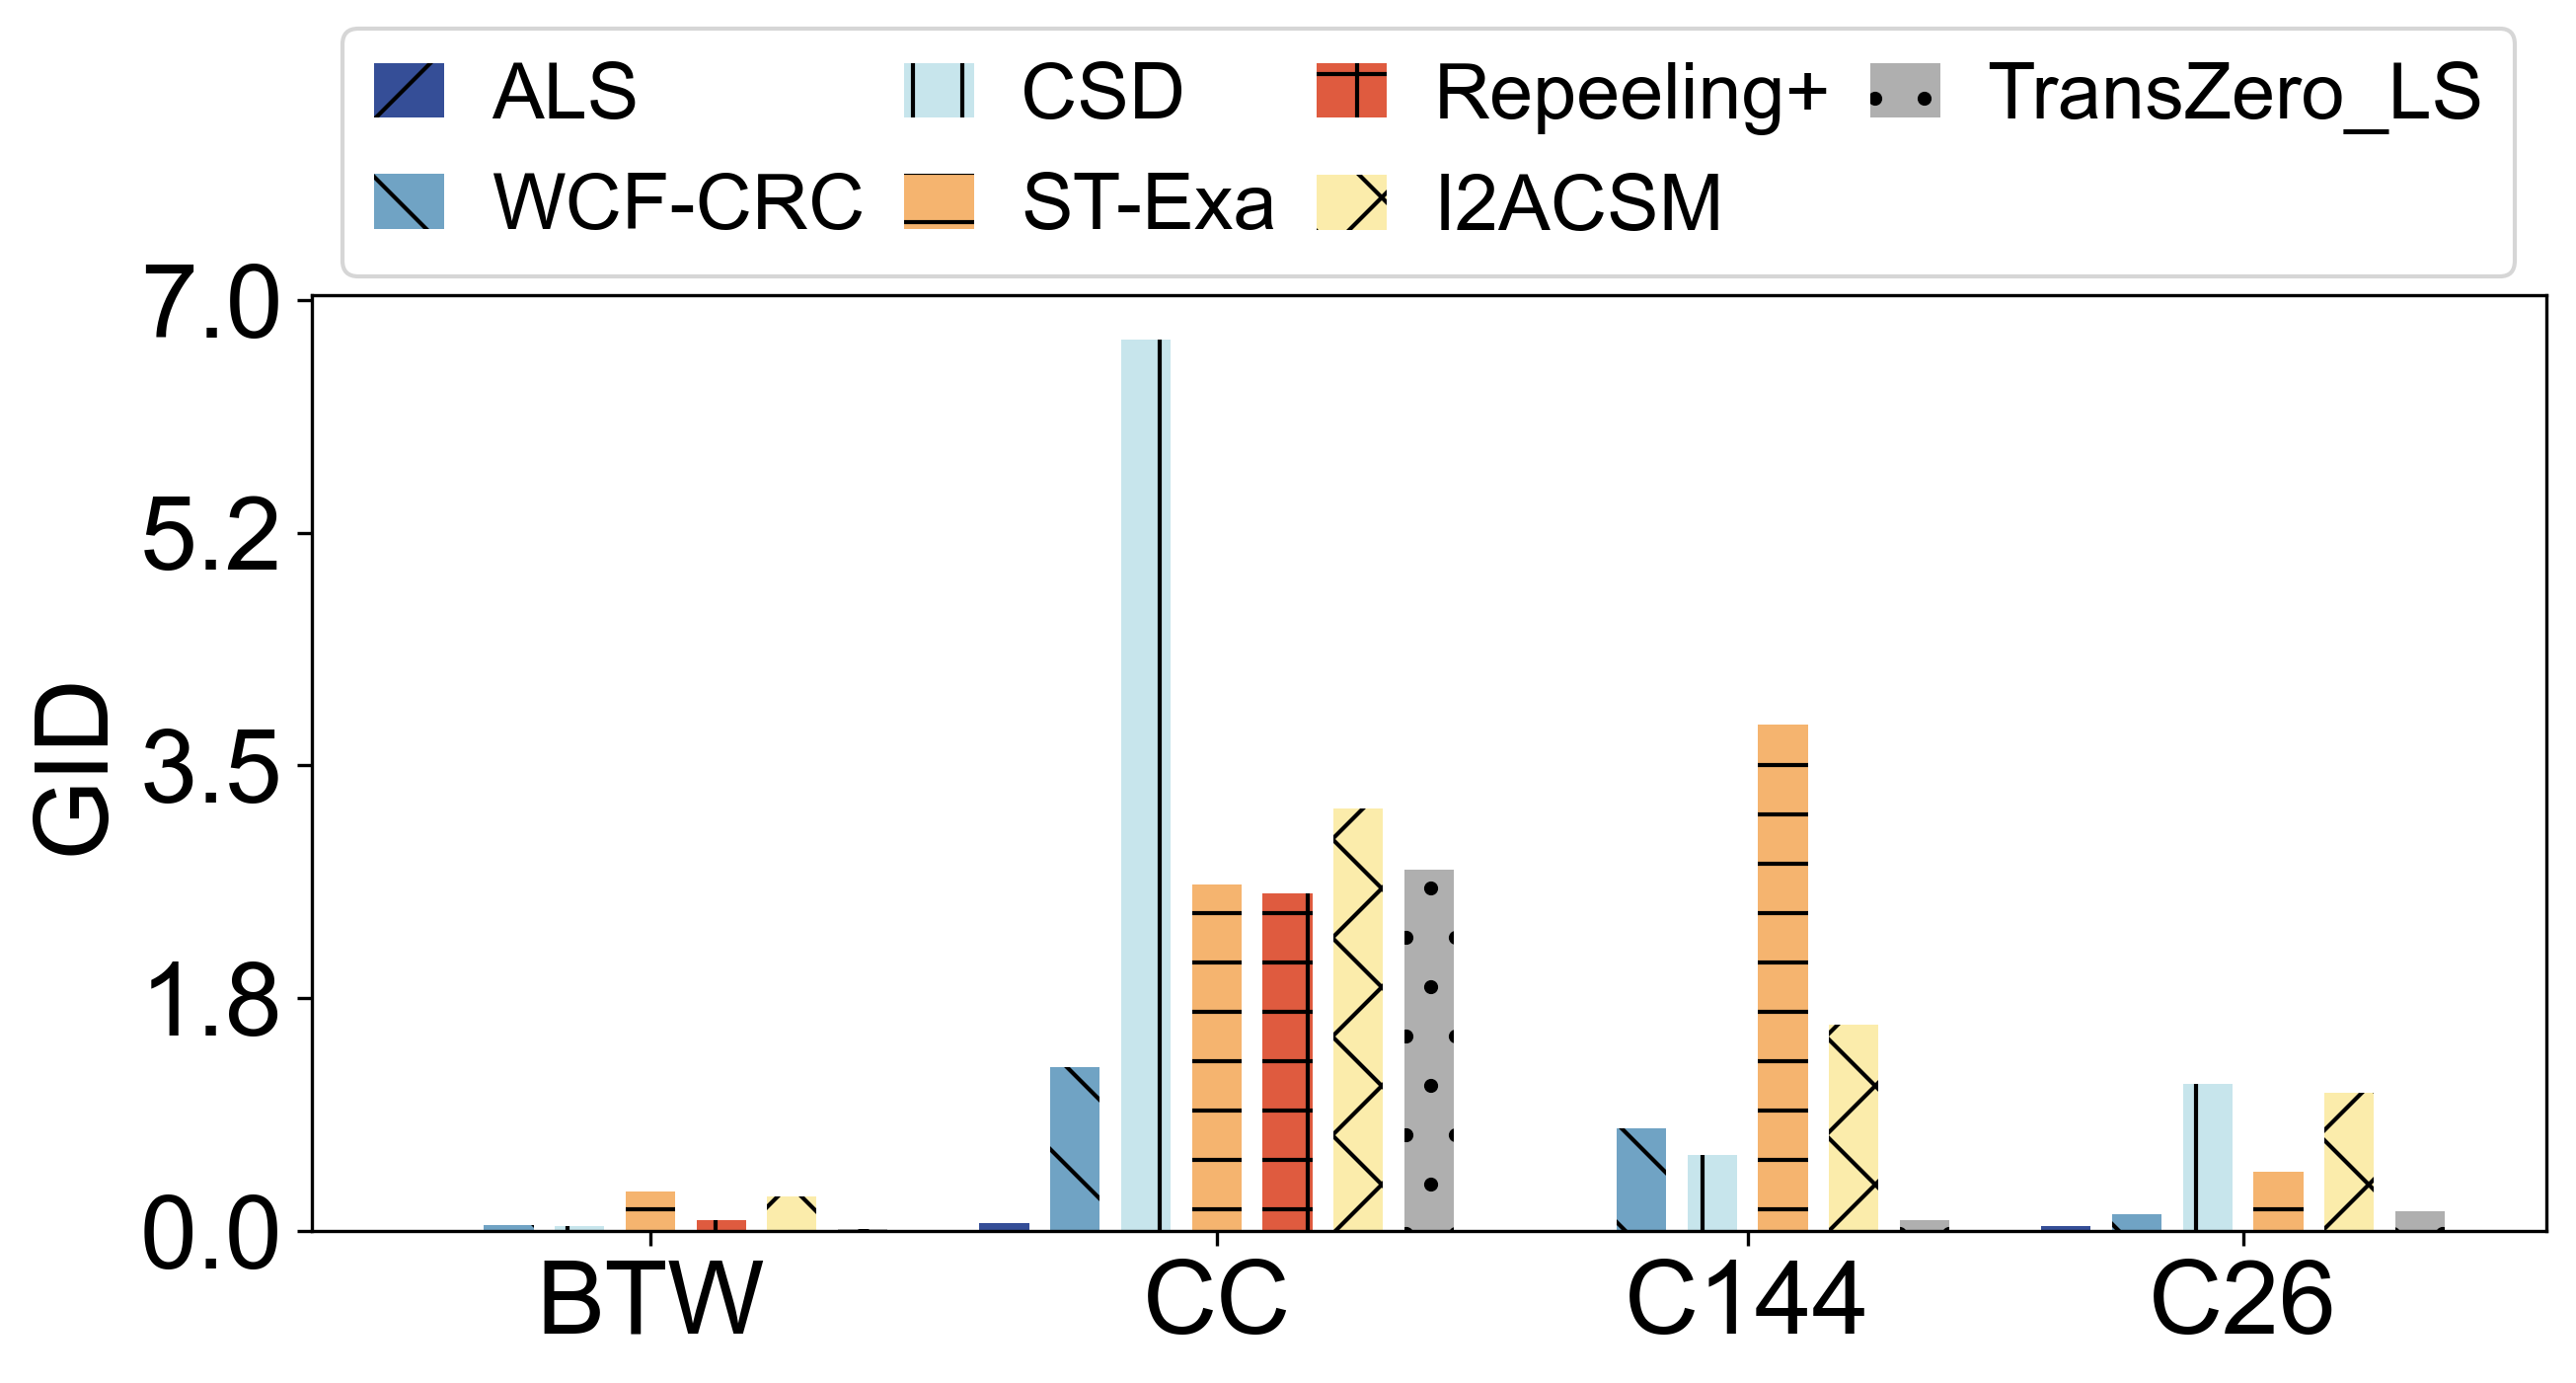 ALS CSD Repeeling+ TransZero_LS
WCF-CRC ST-Exa I2ACSM
7.0
5.2
3.5
1.8
0.0
GID
BTW CC C144 C26